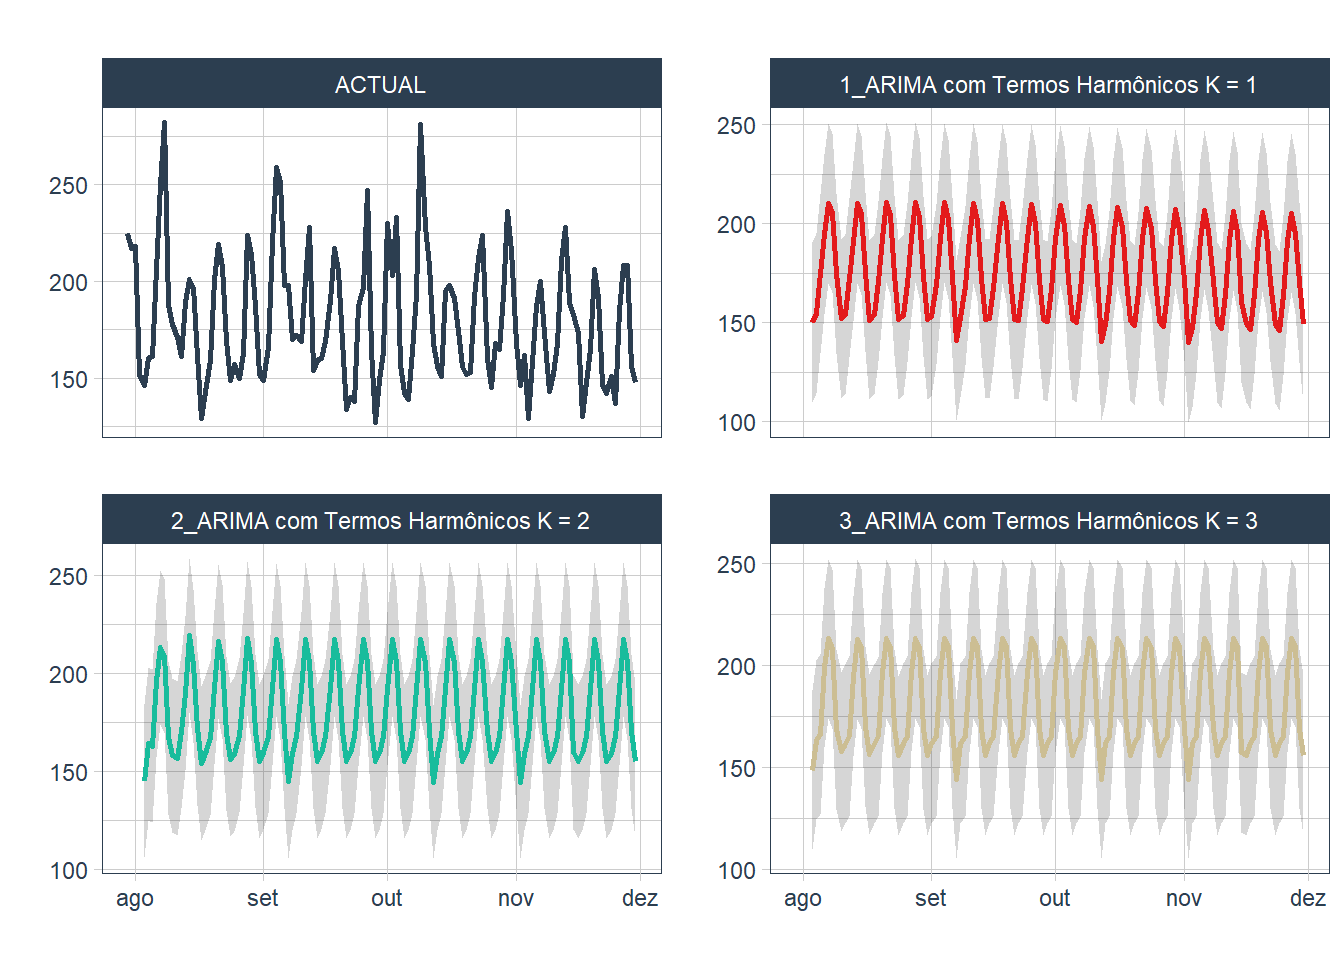 ACTUAL
1_ARIMA com Termos Harmônicos K = 1
250
200
150
250
200
150
100
2_ARIMA com Termos Harmônicos K = 2
3_ARIMA com Termos Harmônicos K = 3
250
200
150
100
250
200
150
100
ago set out nov dez
ago set out nov dez